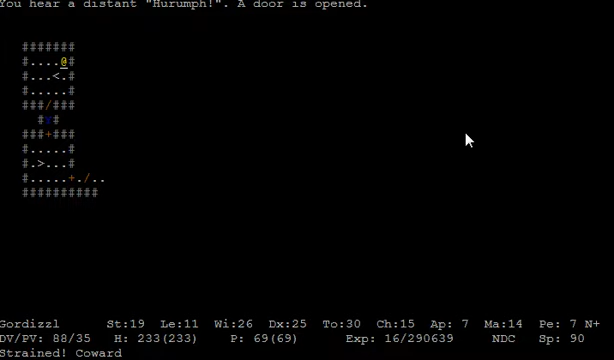 You hear a distant "Hurumph!". A door is opened.
#######
#....@#
#...<.#
#.....#
###/###
###+###
#.....#
#.>...#
#.....+./..
##########
Gordizzl St:19 Le:11 Wi:26 Dx:25 To:30 Ch:15 Ap: 7 Ma:14 Pe: 7 N+
DV/PV: 88/35 H: 233(233) P: 69(69) Exp: 16/290639 NDC Sp: 90
Strained! Coward